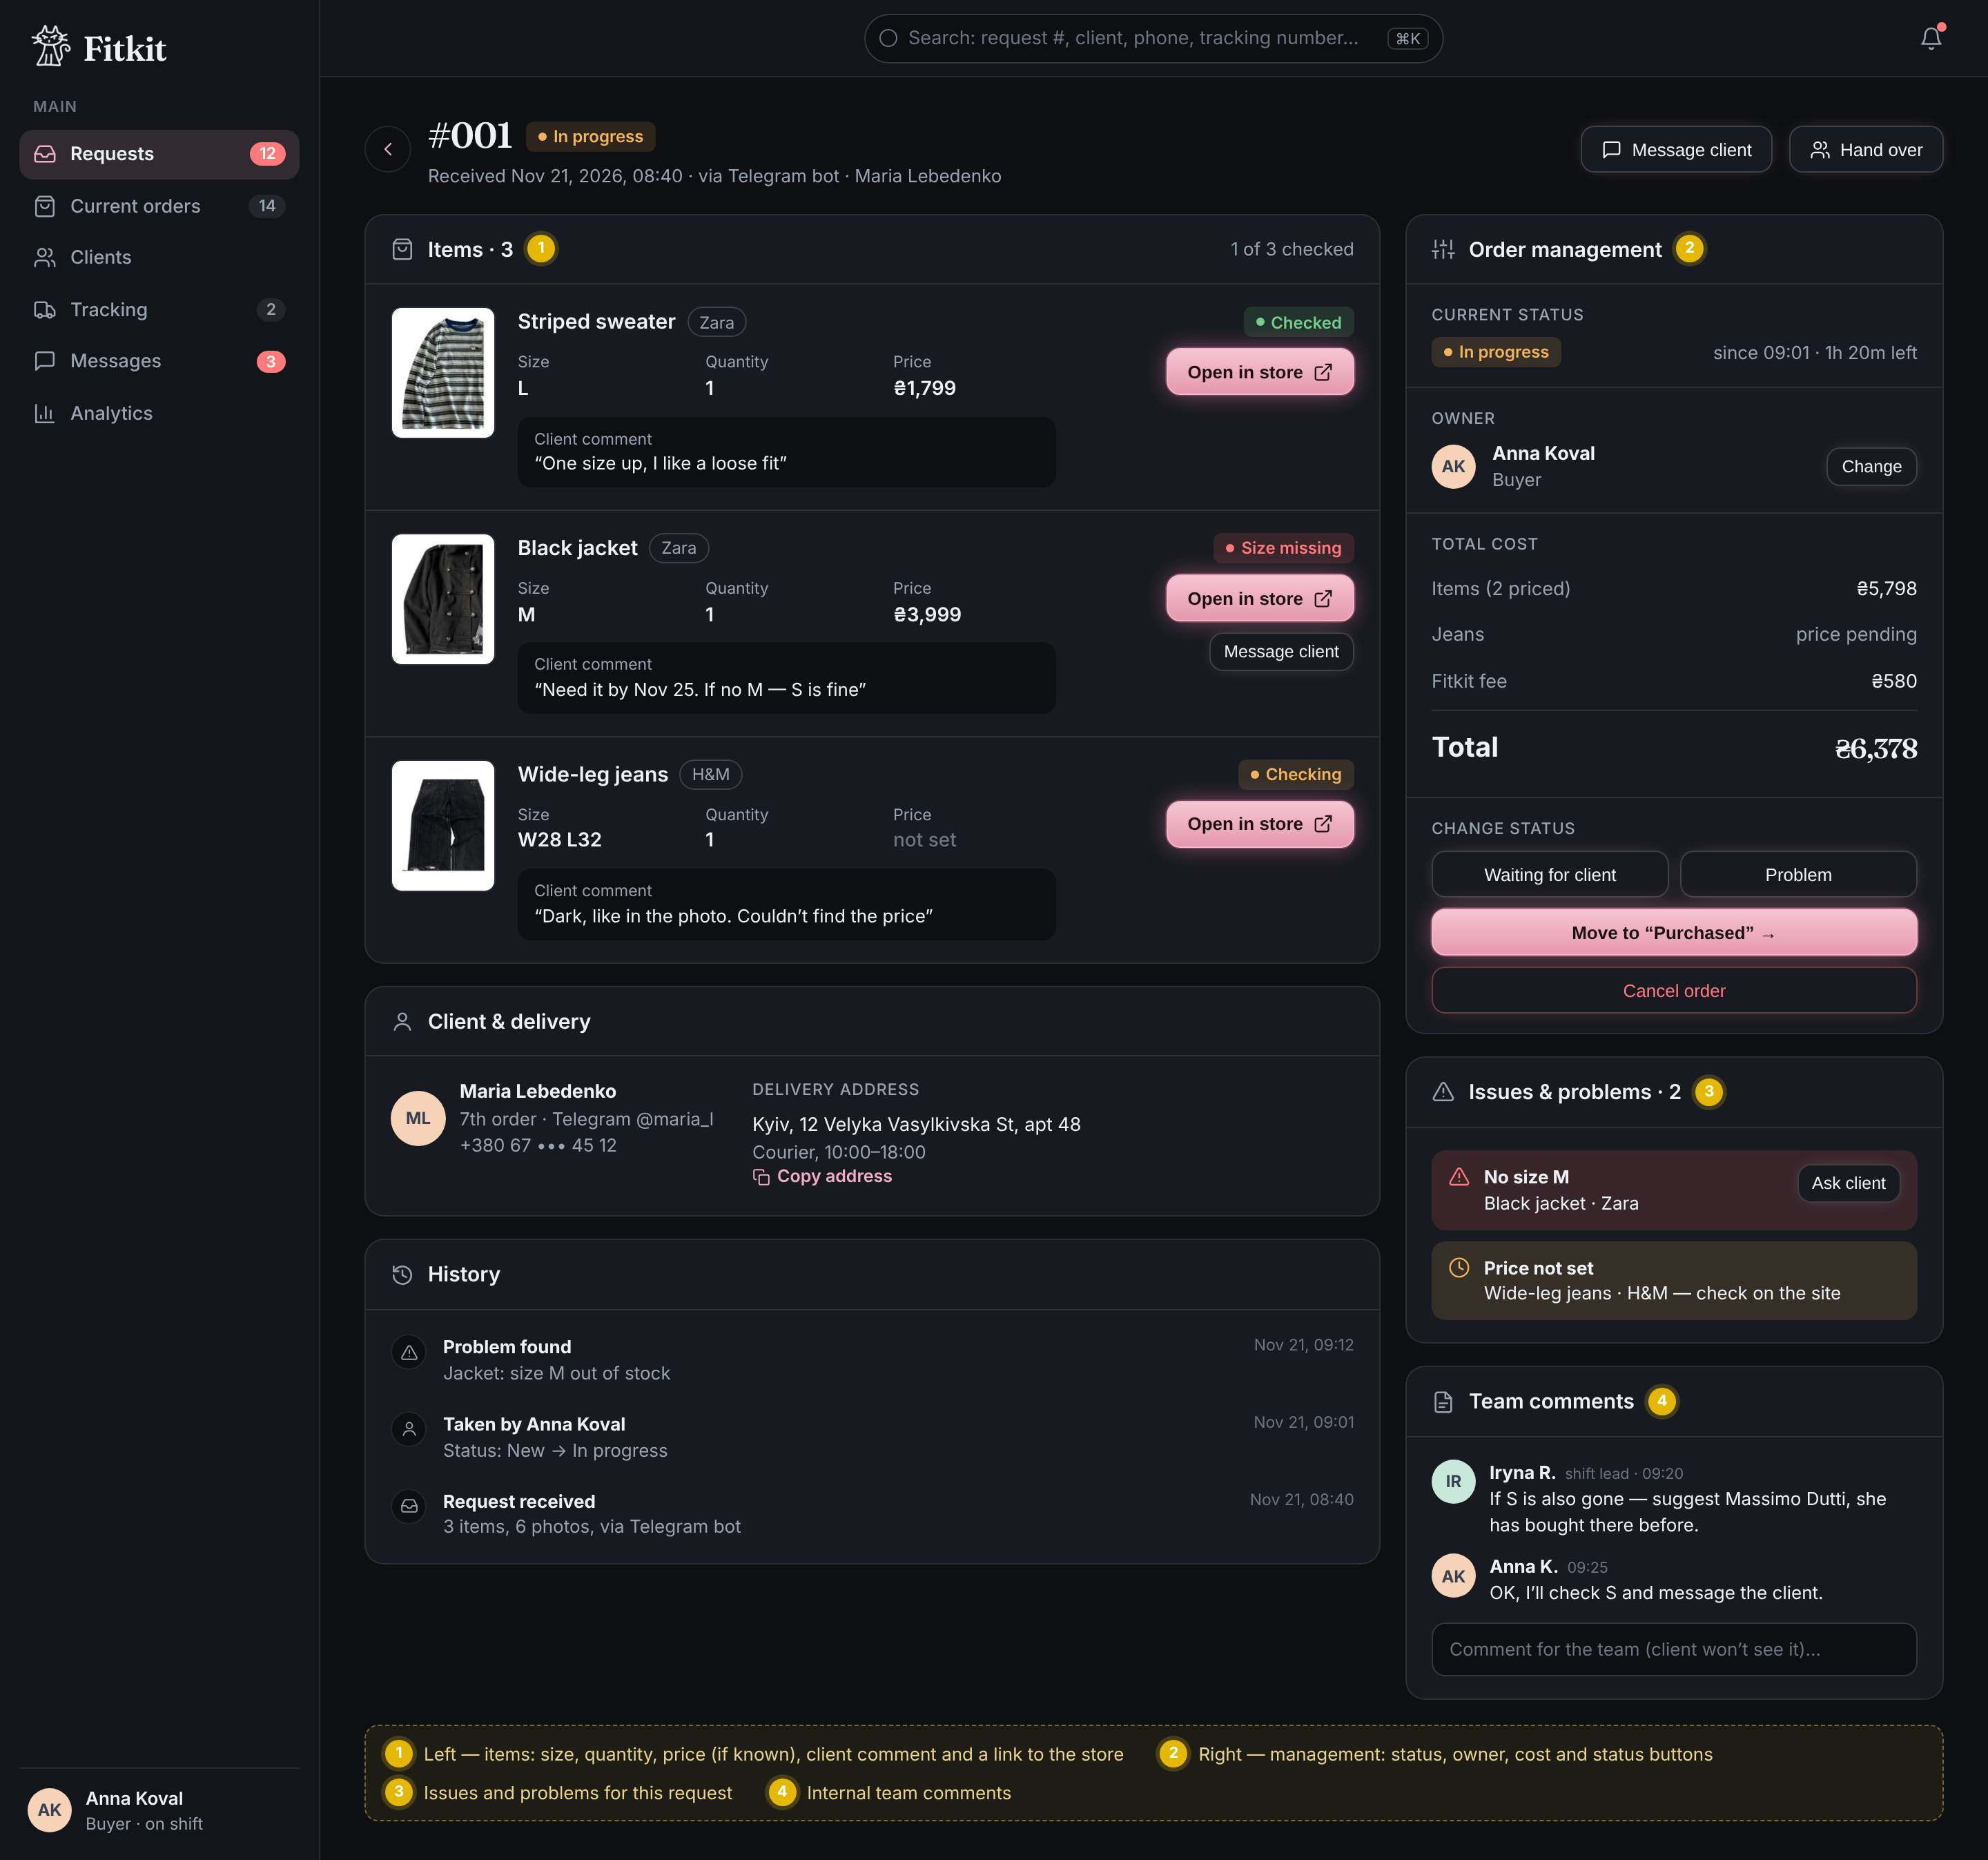 Fitkit
Search: request #, client, phone, tracking number...
⌘K
MAIN
Requests 12
Current orders 14
Clients
Tracking 2
Messages 3
Analytics
#001 In progress
Received Nov 21, 2026, 08:40 · via Telegram bot · Maria Lebedenko
Message client
Hand over
Items · 3 1
1 of 3 checked
Striped sweater Zara
Checked
Size Quantity Price
L 1 ₴1,799
Open in store
Client comment
“One size up, I like a loose fit”
Black jacket Zara
Size missing
Size Quantity Price
M 1 ₴3,999
Open in store
Message client
Client comment
“Need it by Nov 25. If no M — S is fine”
Wide-leg jeans H&M
Checking
Size Quantity Price
W28 L32 1 not set
Open in store
Client comment
“Dark, like in the photo. Couldn’t find the price”
Client & delivery
ML
Maria Lebedenko
7th order · Telegram @maria_l
+380 67 ••• 45 12
DELIVERY ADDRESS
Kyiv, 12 Velyka Vasylkivska St, apt 48
Courier, 10:00–18:00
Copy address
History
Problem found Nov 21, 09:12
Jacket: size M out of stock
Taken by Anna Koval Nov 21, 09:01
Status: New → In progress
Request received Nov 21, 08:40
3 items, 6 photos, via Telegram bot
Order management 2
CURRENT STATUS
In progress since 09:01 · 1h 20m left
OWNER
AK
Anna Koval
Buyer
Change
TOTAL COST
Items (2 priced) ₴5,798
Jeans price pending
Fitkit fee ₴580
Total ₴6,378
CHANGE STATUS
Waiting for client
Problem
Move to “Purchased” →
Cancel order
Issues & problems · 2 3
No size M
Black jacket · Zara
Ask client
Price not set
Wide-leg jeans · H&M — check on the site
Team comments 4
IR
Iryna R. shift lead · 09:20
If S is also gone — suggest Massimo Dutti, she
has bought there before.
AK
Anna K. 09:25
OK, I’ll check S and message the client.
Comment for the team (client won’t see it)...
1 Left — items: size, quantity, price (if known), client comment and a link to the store
2 Right — management: status, owner, cost and status buttons
3 Issues and problems for this request
4 Internal team comments
AK
Anna Koval
Buyer · on shift